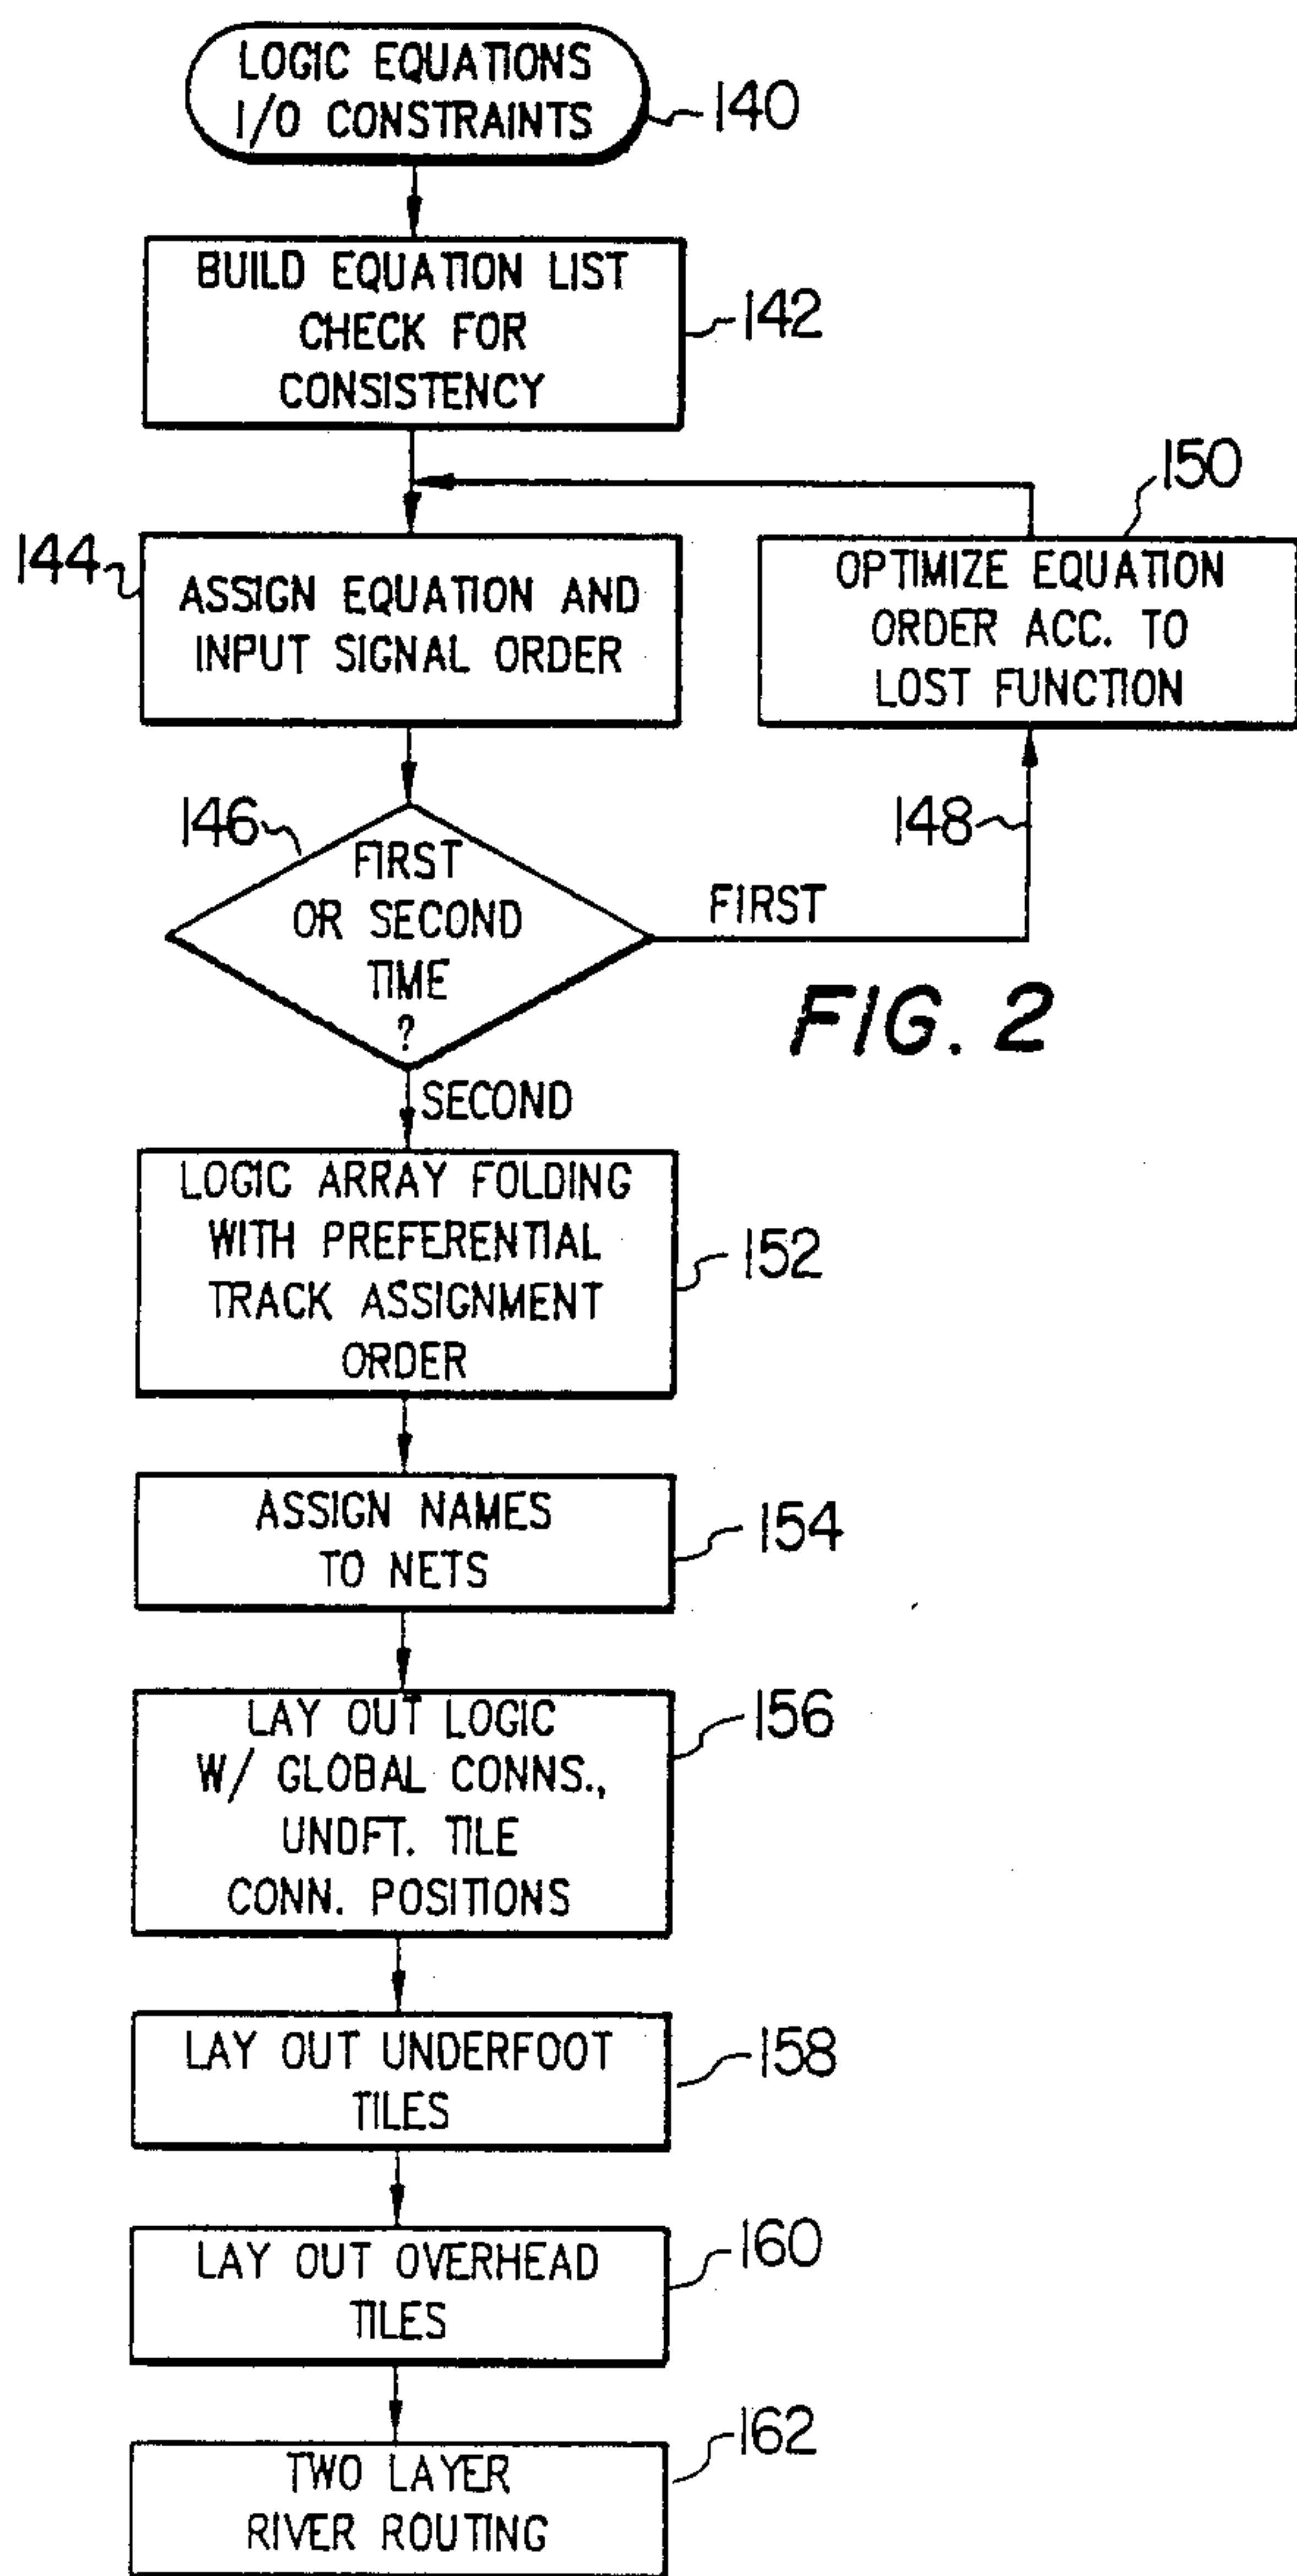 LOGIC EQUATIONS
I/O CONSTRAINTS
140
BUILD EQUATION LIST
CHECK FOR
CONSISTENCY
142
150
144
ASSIGN EQUATION AND
INPUT SIGNAL ORDER
OPTIMIZE EQUATION
ORDER ACC. TO
LOST FUNCTION
146
148
FIRST
OR SECOND
TIME
?
FIRST
FIG. 2
SECOND
LOGIC ARRAY FOLDING
WITH PREFERENTIAL
TRACK ASSIGNMENT
ORDER
152
ASSIGN NAMES
TO NETS
154
LAY OUT LOGIC
W/ GLOBAL CONNS.,
UNDFT. TILE
CONN. POSITIONS
156
LAY OUT UNDERFOOT
TILES
158
LAY OUT OVERHEAD
TILES
160
TWO LAYER
RIVER ROUTING
162